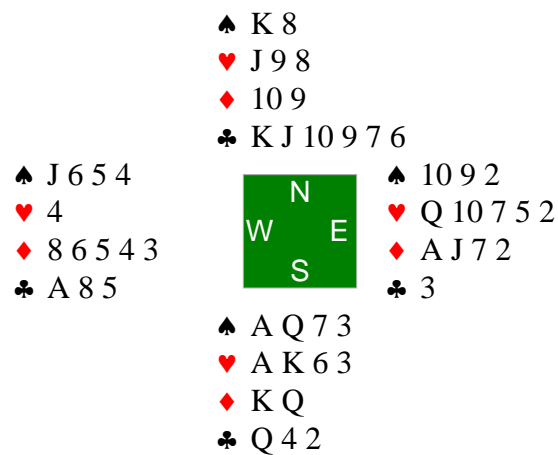 ♠ K 8
♥ J 9 8
♦ 10 9
♣ K J 10 9 7 6
♠ J 6 5 4
♥ 4
♦ 8 6 5 4 3
♣ A 8 5
N
W E
S
♠ 10 9 2
♥ Q 10 7 5 2
♦ A J 7 2
♣ 3
♠ A Q 7 3
♥ A K 6 3
♦ K Q
♣ Q 4 2